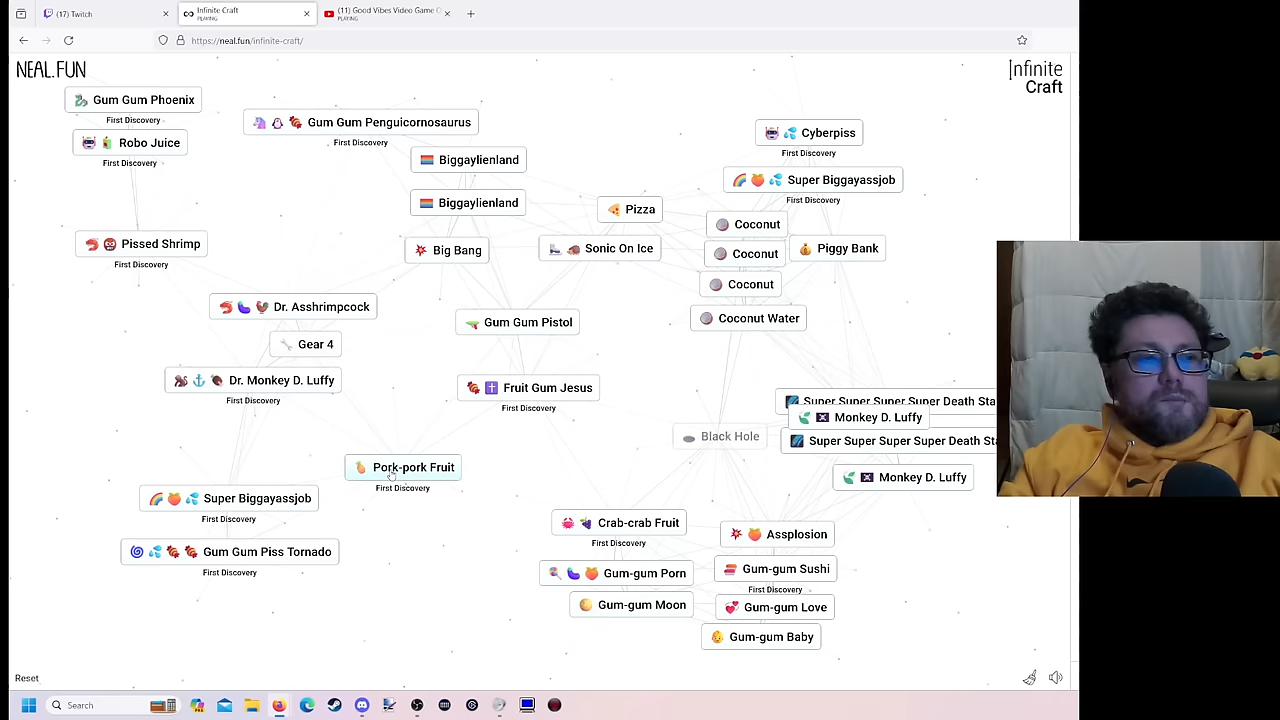 (17) Twitch
Infinite Craft
PLAYING
(11) Good Vibes Video Game
PLAYING
https://neal.fun/infinite-craft/
NEAL.FUN
Infinite
Craft
Gum Gum Phoenix
First Discovery
Robo Juice
First Discovery
Gum Gum Penguicornosaurus
First Discovery
Biggaylienland
Biggaylienland
Big Bang
Pizza
Sonic On Ice
Cyberpiss
First Discovery
Super Biggayassjob
First Discovery
Coconut
Coconut
Piggy Bank
Coconut
Coconut Water
Pissed Shrimp
First Discovery
Dr. Asshrimpcock
Gear 4
Dr. Monkey D. Luffy
First Discovery
Gum Gum Pistol
Fruit Gum Jesus
First Discovery
Super Super Super Super Death Sta
Monkey D. Luffy
Black Hole
Super Super Super Super Death Sta
Monkey D. Luffy
Pork-pork Fruit
First Discovery
Super Biggayassjob
First Discovery
Gum Gum Piss Tornado
First Discovery
Crab-crab Fruit
First Discovery
Gum-gum Porn
Gum-gum Moon
Assplosion
Gum-gum Sushi
First Discovery
Gum-gum Love
Gum-gum Baby
Reset
Search